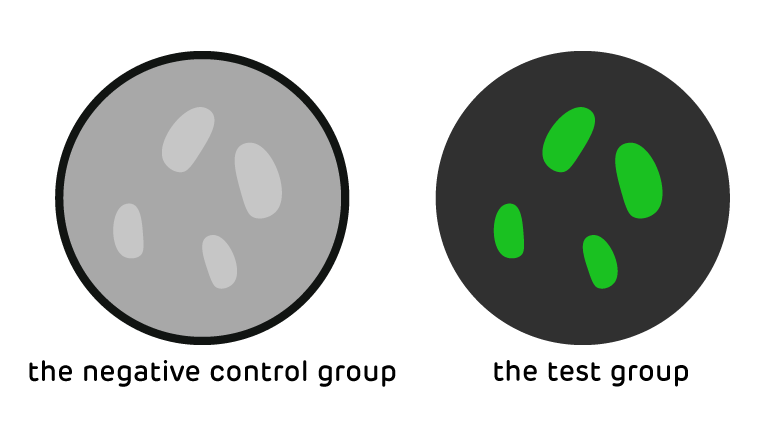 the negative control group
the test group